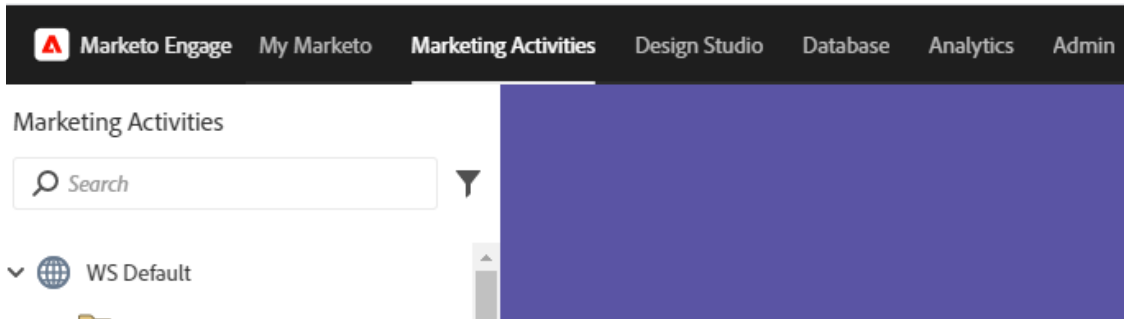 Marketo Engage My Marketo Marketing Activities Design Studio Database Analytics Admin
Marketing Activities
Search
WS Default